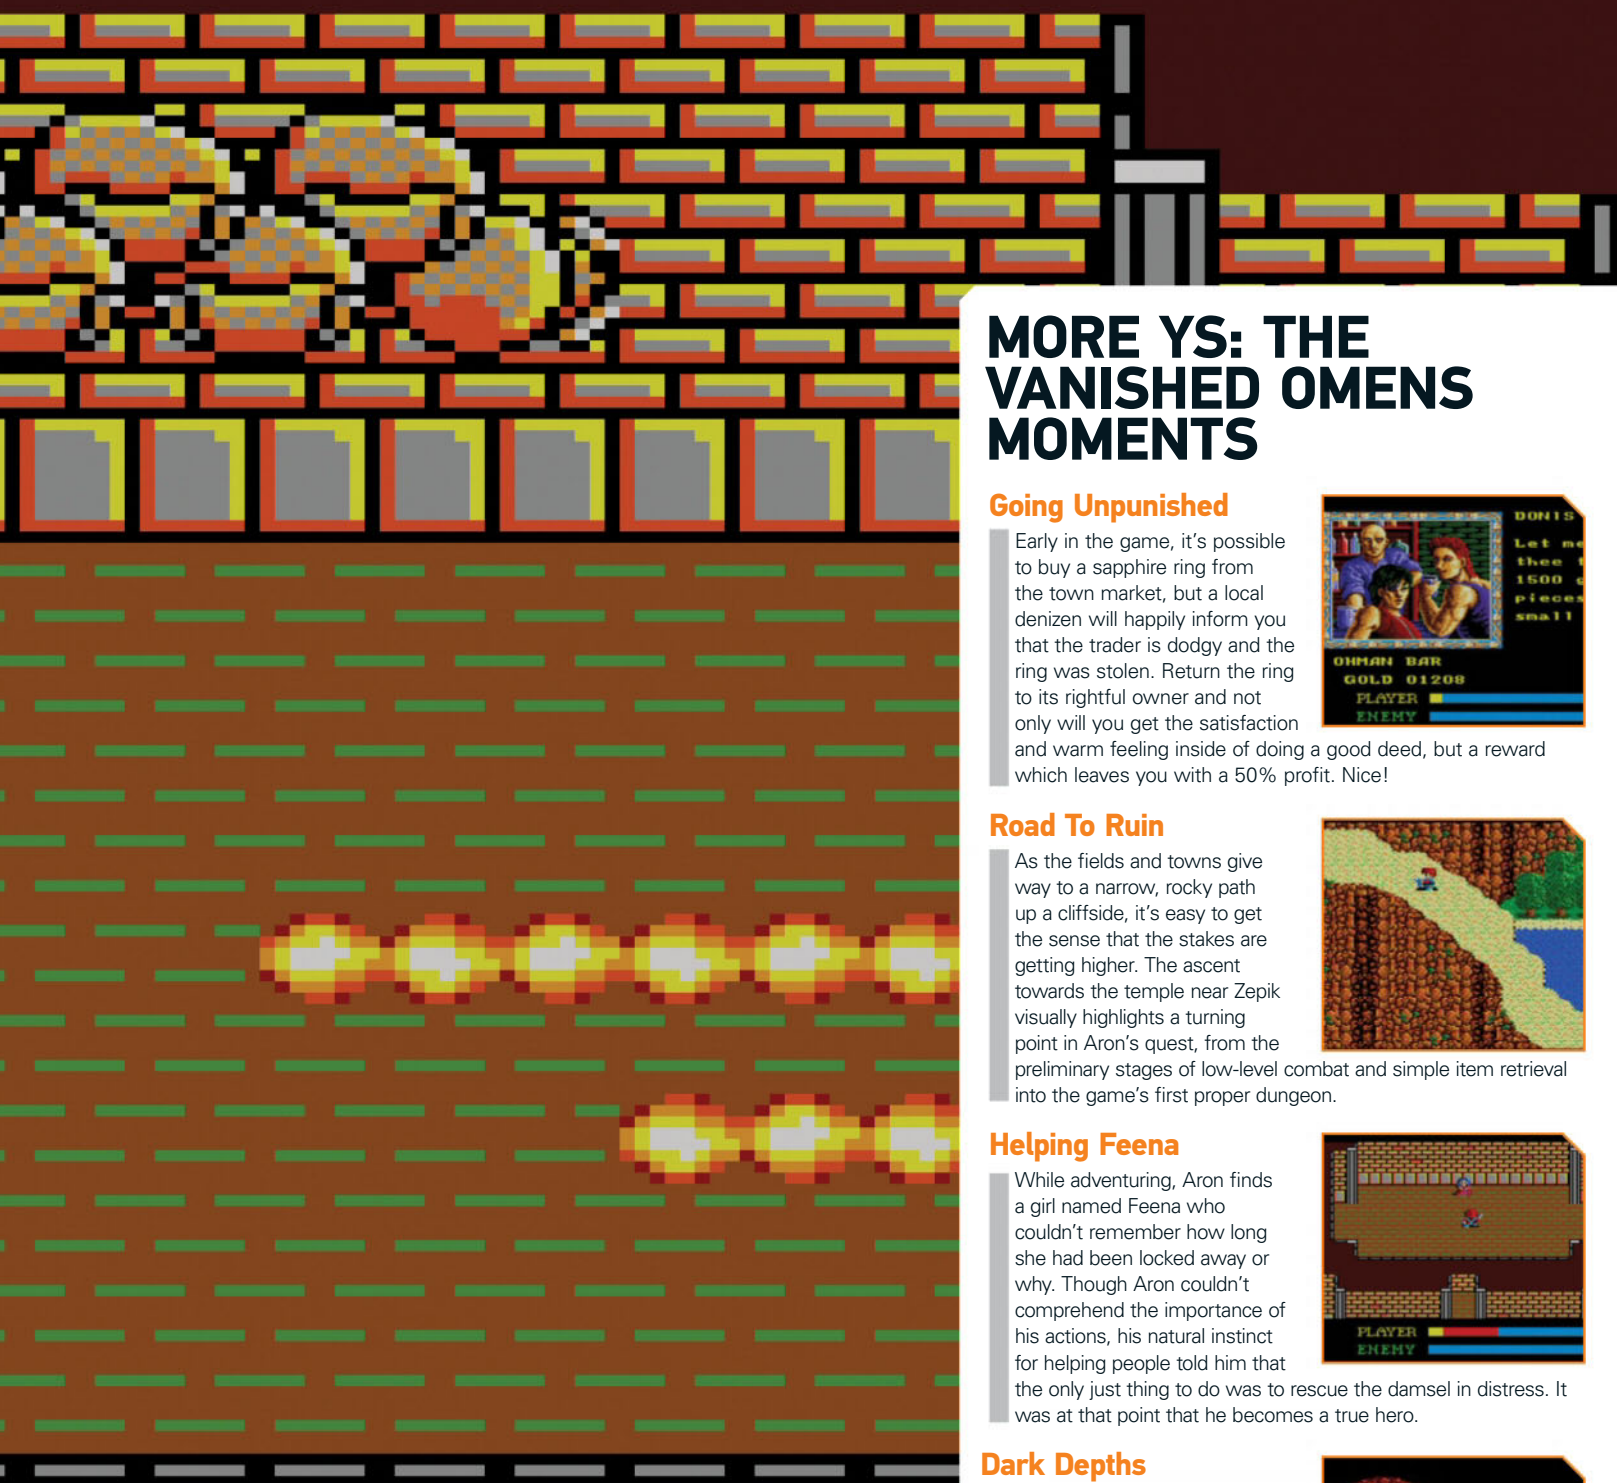 MORE YS: THE
VANISHED OMENS
MOMENTS
Going Unpunished
Early in the game, it's possible
to buy a sapphire ring from
the town market, but a local
denizen will happily inform you
that the trader is dodgy and the
ring was stolen. Return the ring
to its rightful owner and not
only will you get the satisfaction
and warm feeling inside of doing a good deed, but a reward
which leaves you with a 50% profit. Nice!
DONIS
Let me
thee
1500
pieces
small
OHMAN BAR
GOLD 01208
PLAYER
ENEMY
Road To Ruin
As the fields and towns give
way to a narrow, rocky path
up a cliffside, it's easy to get
the sense that the stakes are
getting higher. The ascent
towards the temple near Zepik
visually highlights a turning
point in Aron's quest, from the
preliminary stages of low-level combat and simple item retrieval
into the game's first proper dungeon.
Helping Feena
While adventuring, Aron finds
a girl named Feena who
couldn't remember how long
she had been locked away or
why. Though Aron couldn't
comprehend the importance of
his actions, his natural instinct
for helping people told him that
the only just thing to do was to rescue the damsel in distress. It
was at that point that he becomes a true hero.
PLAYER
ENEMY
Dark Depths